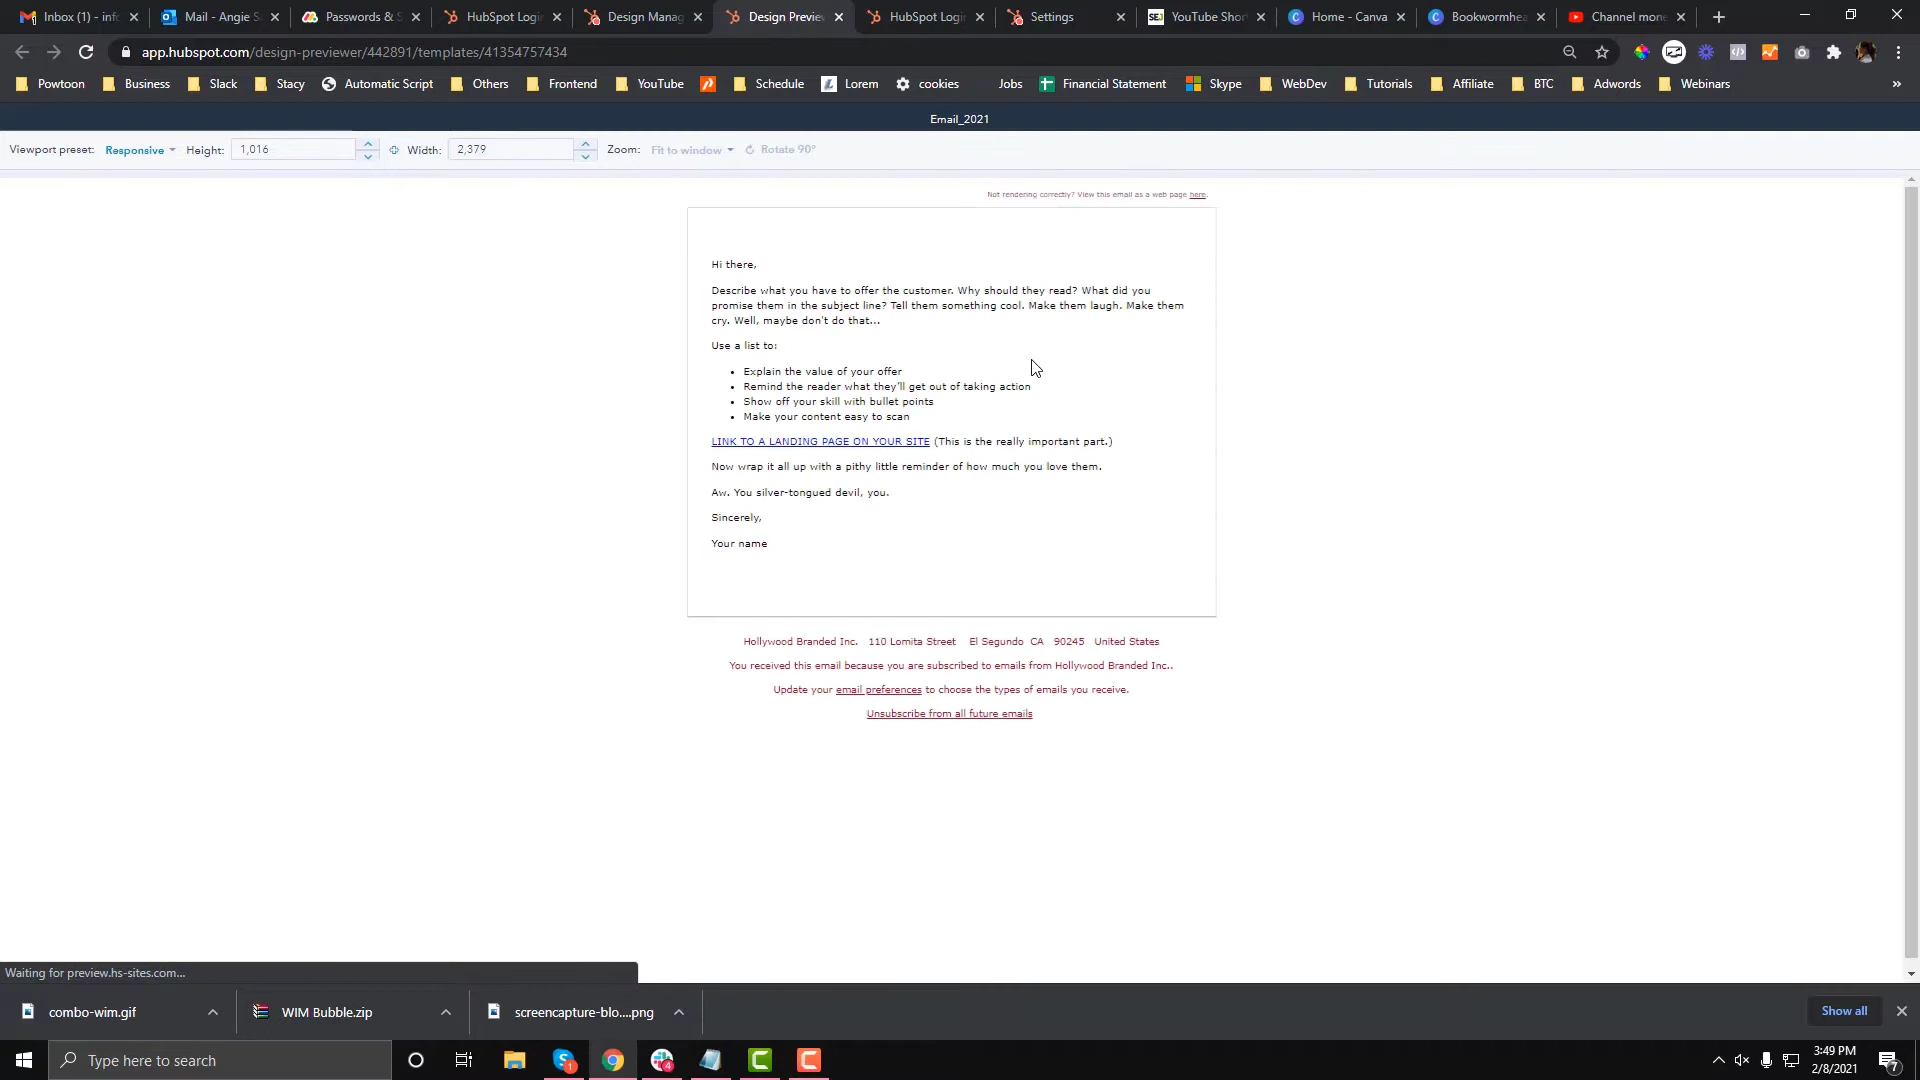 Inbox (1) - info
Mail - Angie S
Passwords & S
HubSpot Logi
Design Manag
Design Previe
HubSpot Logi
Settings
YouTube Shor
Home - Canva
Bookwormhea
Channel mone
app.hubspot.com/design-previewer/442891/templates/41354757434
Powtoon
Business
Slack
Stacy
Automatic Script
Others
Frontend
YouTube
Schedule
Lorem
cookies
Jobs
Financial Statement
Skype
WebDev
Tutorials
Affiliate
BTC
Adwords
Webinars
»
Email_2021
Viewport preset: Responsive Height: 1,016 Width: 2,379 Zoom: Fit to window Rotate 90°
Not rendering correctly? View this email as a web page here.
Hi there,
Describe what you have to offer the customer. Why should they read? What did you
promise them in the subject line? Tell them something cool. Make them laugh. Make them
cry. Well, maybe don't do that...
Use a list to:
• Explain the value of your offer
• Remind the reader what they'll get out of taking action
• Show off your skill with bullet points
• Make your content easy to scan
LINK TO A LANDING PAGE ON YOUR SITE (This is the really important part.)
Now wrap it all up with a pithy little reminder of how much you love them.
Aw. You silver-tongued devil, you.
Sincerely,
Your name
Hollywood Branded Inc. 110 Lomita Street El Segundo CA 90245 United States
You received this email because you are subscribed to emails from Hollywood Branded Inc..
Update your email preferences to choose the types of emails you receive.
Unsubscribe from all future emails
Waiting for preview.hs-sites.com...
combo-wim.gif
WIM Bubble.zip
screencapture-blo....png
Show all
Type here to search
3:49 PM
2/8/2021